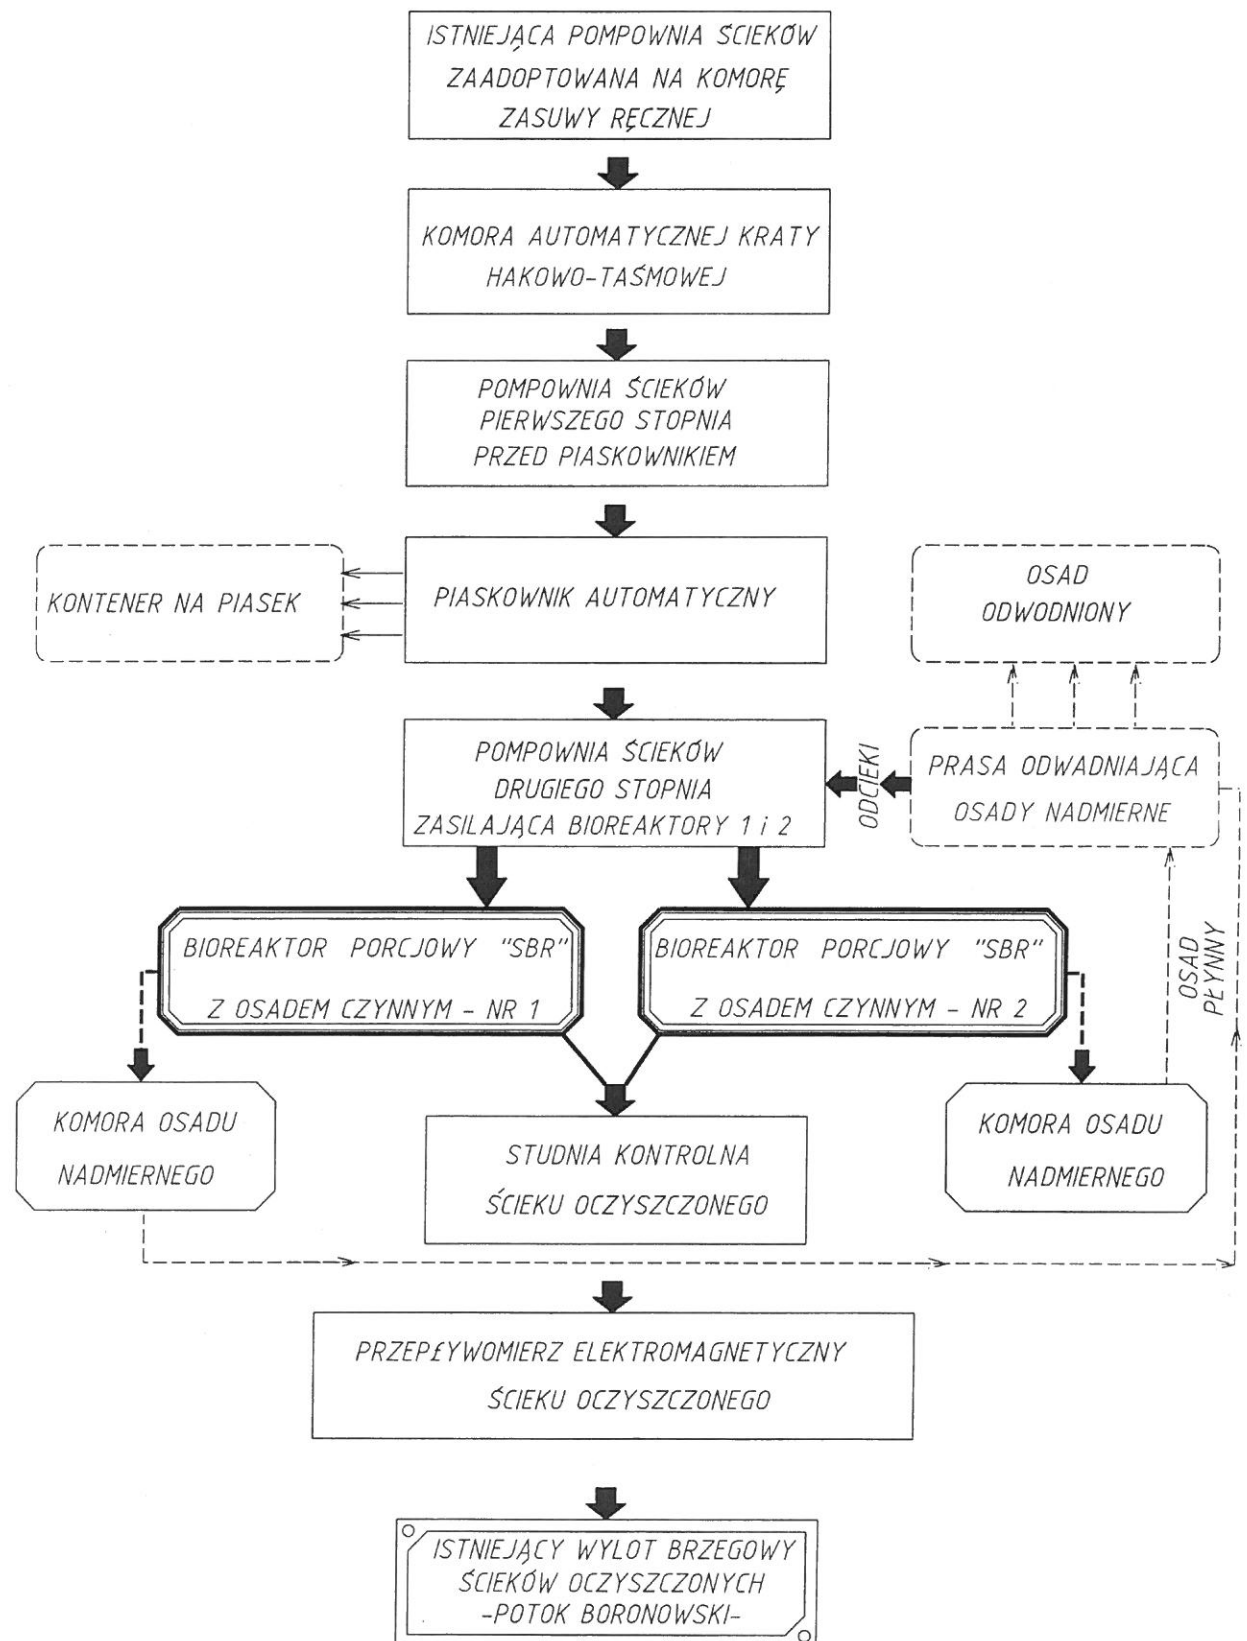 ISTNIEJĄCA POMPOWNIA ŚCIEKÓW
ZAADOPTOWANA NA KOMORĘ
ZASUWY RĘCZNEJ
KOMORA AUTOMATYCZNEJ KRATY
HAKOWO-TAŚMOWEJ
POMPOWNIA ŚCIEKÓW
PIERWSZEGO STOPNIA
PRZED PIASKOWNIKIEM
KONTENER NA PIASEK
PIASKOWNIK AUTOMATYCZNY
OSAD
ODWODNIONY
POMPOWNIA ŚCIEKÓW
DRUGIEGO STOPNIA
ZASILAJĄCA BIOREAKTORY 1 i 2
ODCIEKI
PRASA ODWADNIAJĄCA
OSADY NADMIERNE
BIOREAKTOR PORCJOWY "SBR"
Z OSADEM CZYNNYM - NR 1
BIOREAKTOR PORCJOWY "SBR"
Z OSADEM CZYNNYM - NR 2
OSAD
PŁYNNY
KOMORA OSADU
NADMIERNEGO
STUDNIA KONTROLNA
ŚCIEKU OCZYSZCZONEGO
KOMORA OSADU
NADMIERNEGO
PRZEP£YWOMIERZ ELEKTROMAGNETYCZNY
ŚCIEKU OCZYSZCZONEGO
ISTNIEJĄCY WYLOT BRZEGOWY
ŚCIEKÓW OCZYSZCZONYCH
-POTOK BORONOWSKI-